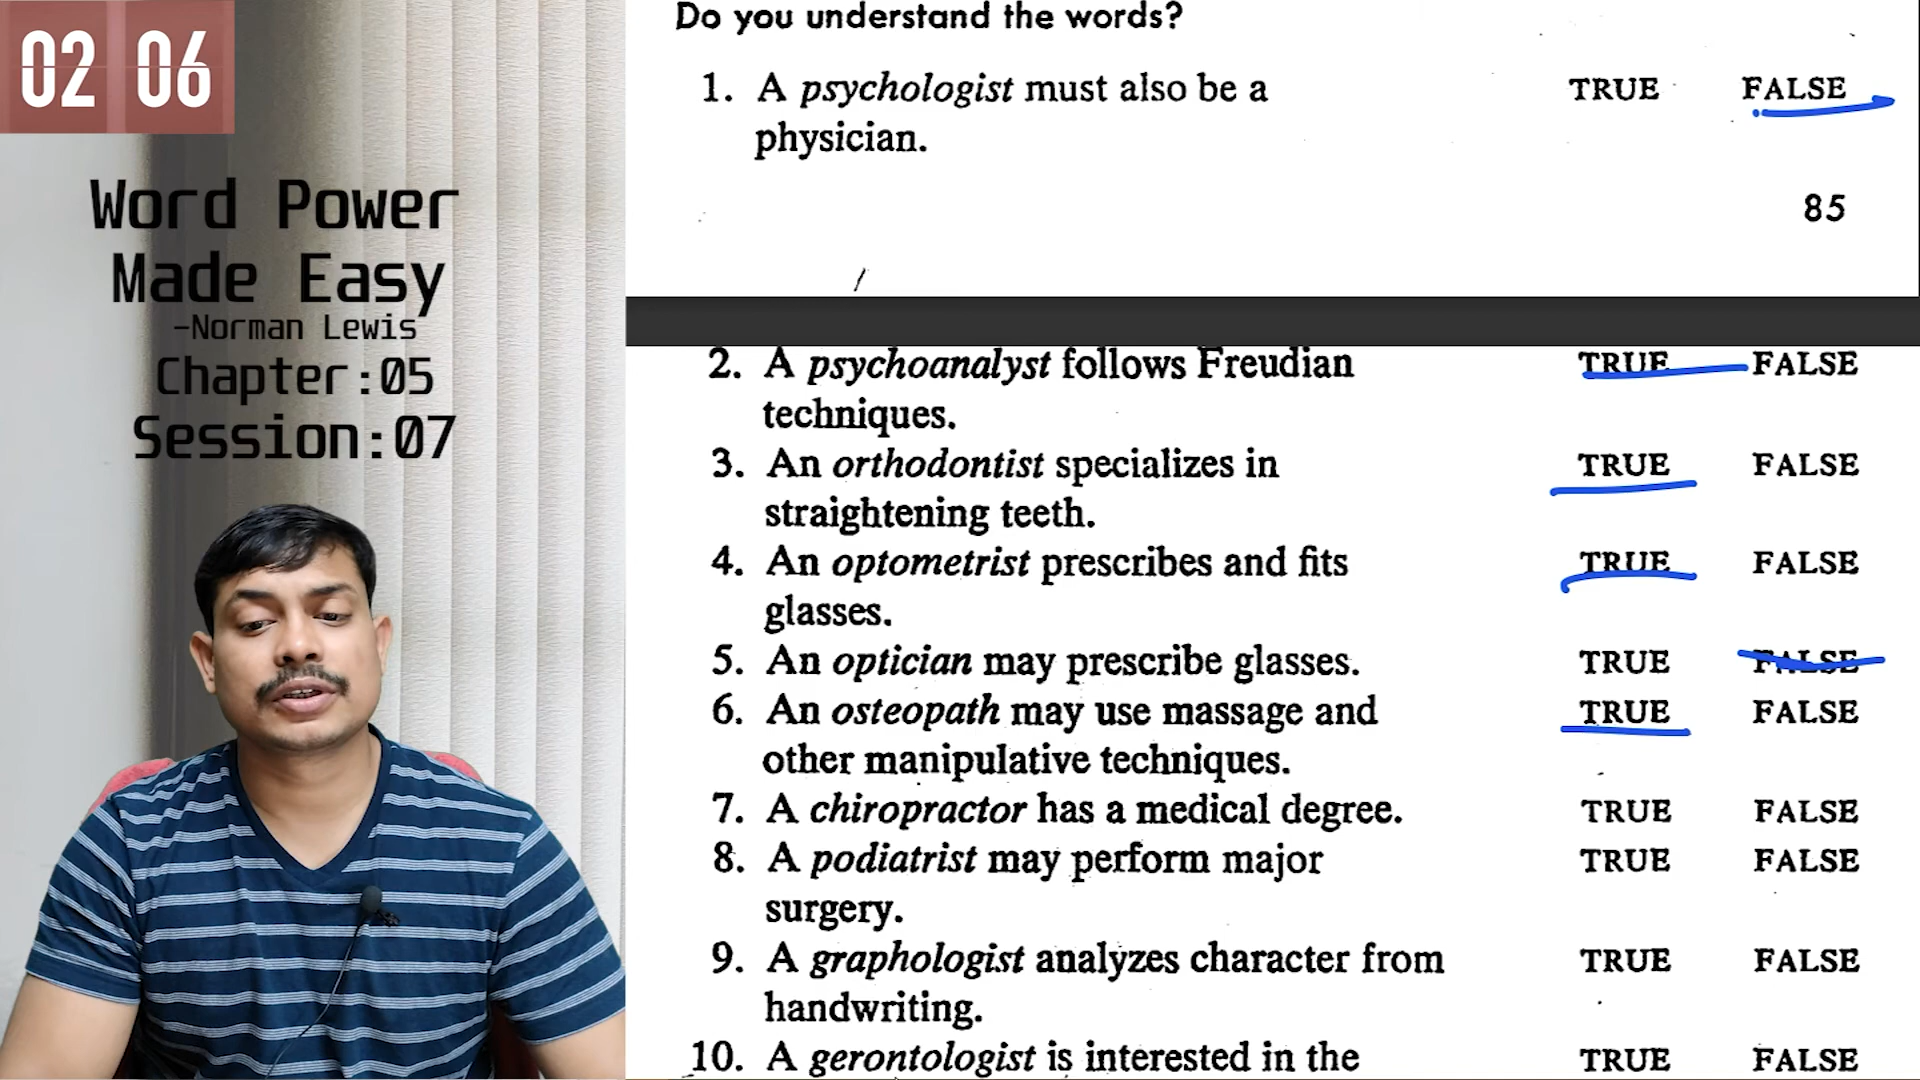 02 06
Word Power
Made Easy
-Norman Lewis
Chapter:05
Session:07
Do you understand the words?
1. A psychologist must also be a TRUE FALSE
physician.
85
2. A psychoanalyst follows Freudian TRUE FALSE
techniques.
3. An orthodontist specializes in TRUE FALSE
straightening teeth.
4. An optometrist prescribes and fits TRUE FALSE
glasses.
5. An optician may prescribe glasses. TRUE FALSE
6. An osteopath may use massage and TRUE FALSE
other manipulative techniques.
7. A chiropractor has a medical degree. TRUE FALSE
8. A podiatrist may perform major TRUE FALSE
surgery.
9. A graphologist analyzes character from TRUE FALSE
handwriting.
10. A gerontologist is interested in the TRUE FALSE